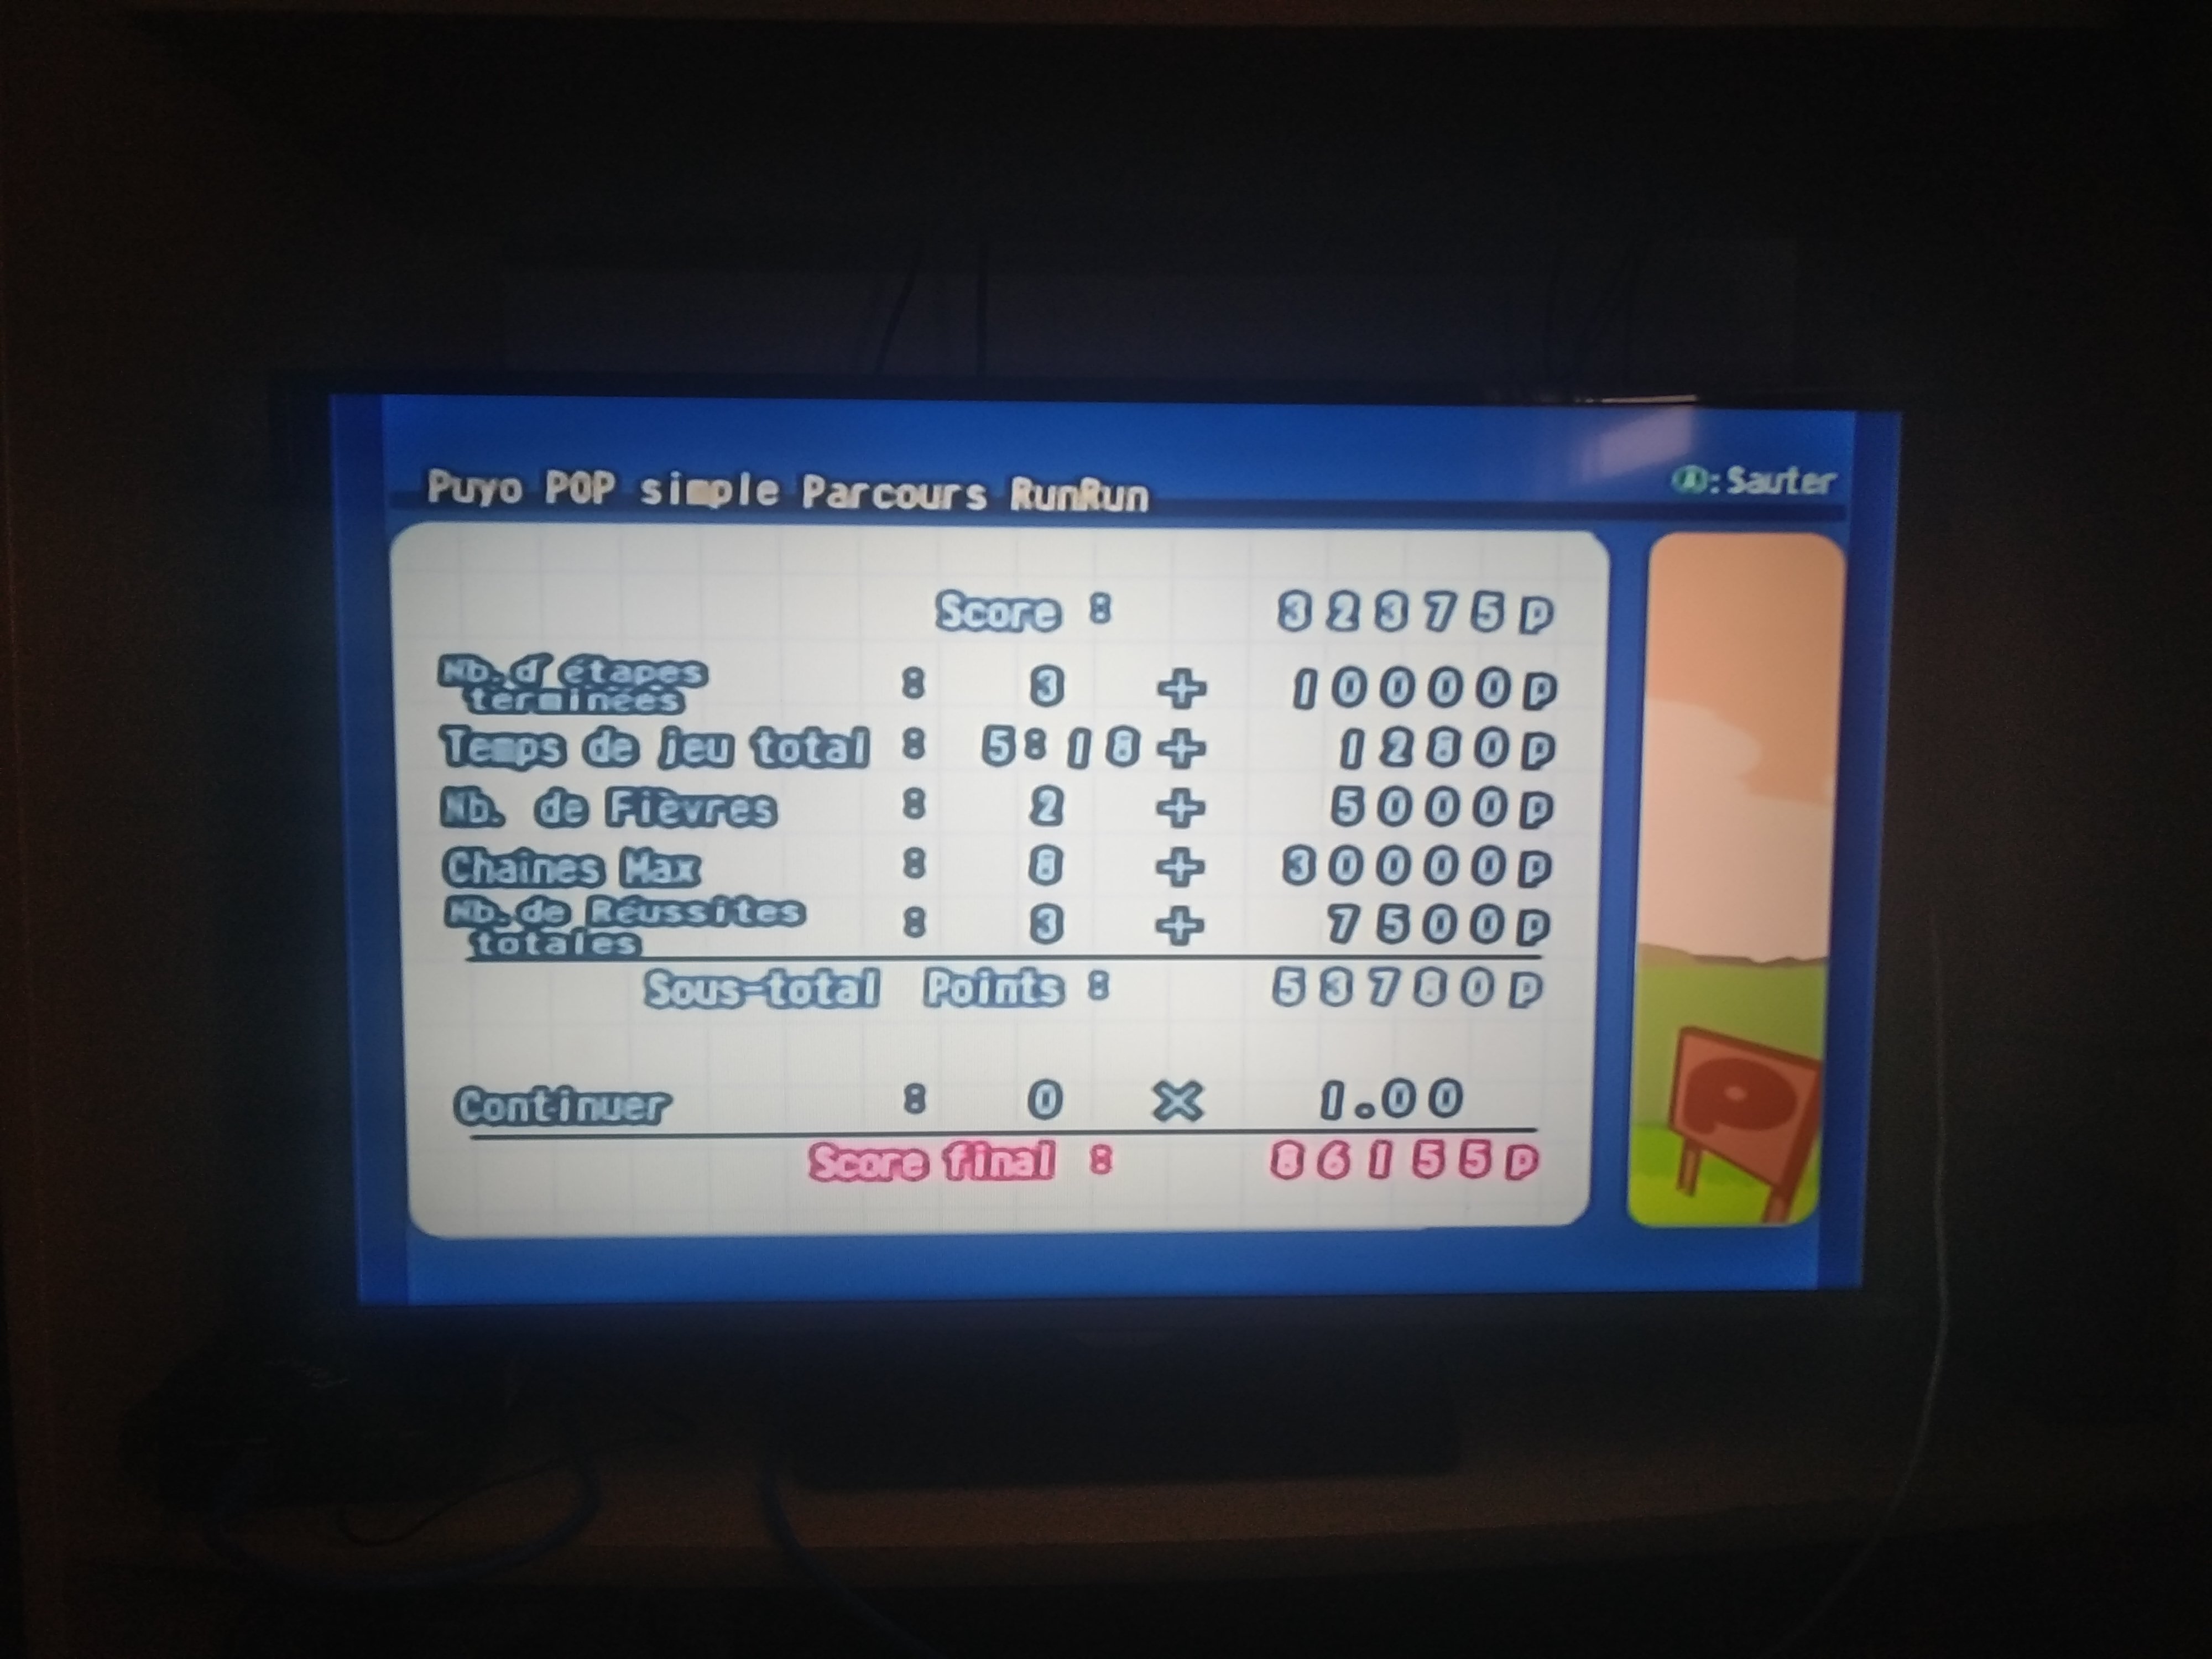 Puyo POP simple Parcours RunRun
Ⓐ: Sauter
Score : 32375p
Nb. d'étapes terminées : 3 + 10000p
Temps de jeu total : 5:18 + 1280p
Nb. de Fièvres : 2 + 5000p
Chaînes Max : 8 + 30000p
Nb. de Réussites totales : 3 + 7500p
Sous-total Points : 53780p
Continuer : 0 × 1.00
Score final : 86155p